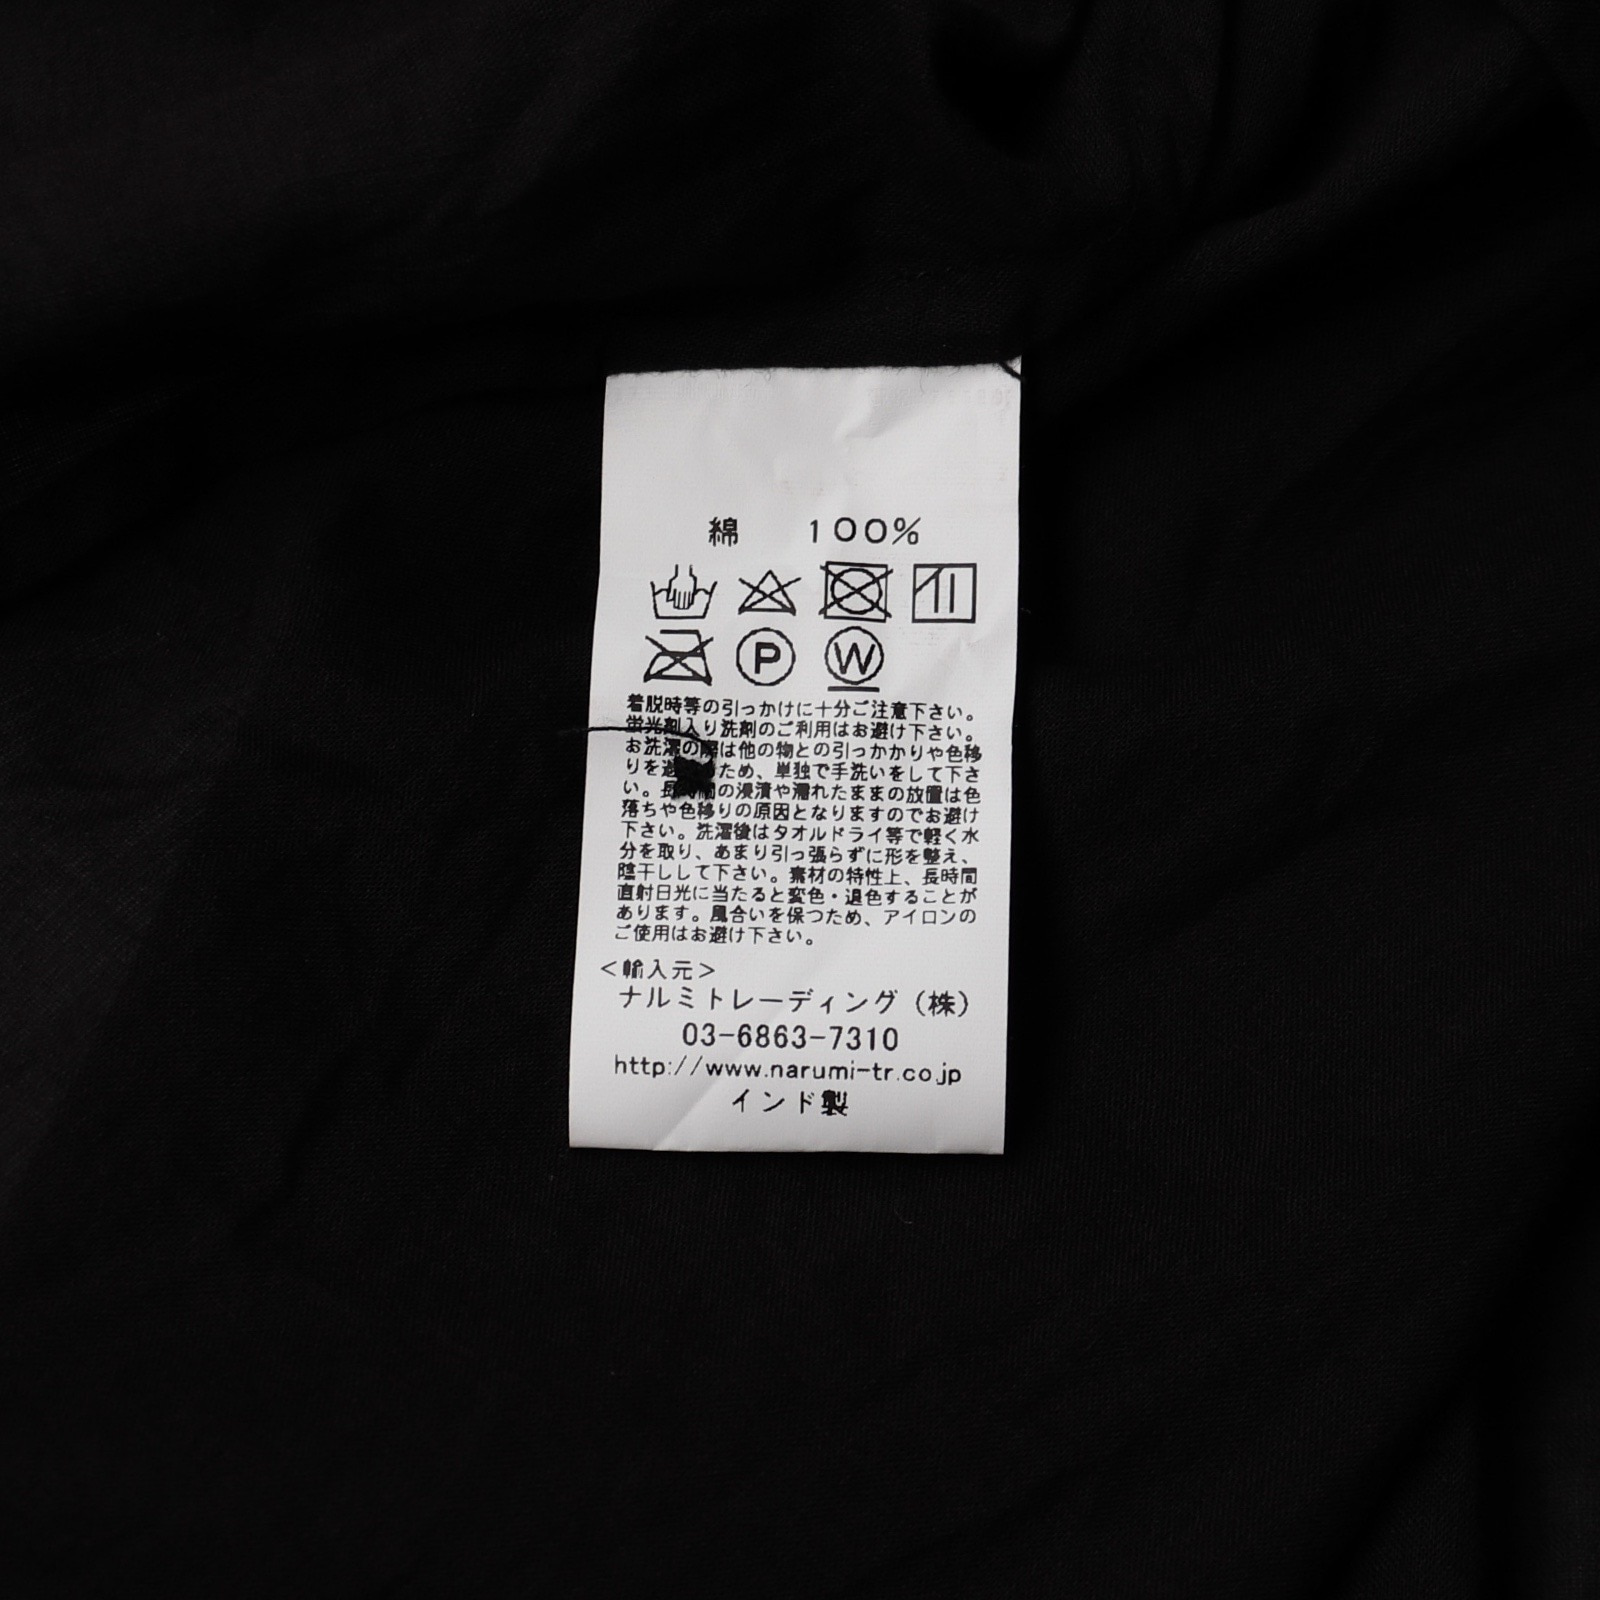 綿　100%
P W
着脱時等の引っかけに十分ご注意下さい。
蛍光剤入り洗剤のご利用はお避け下さい。
お洗濯の際は他の物との引っかかりや色移
りを ため、単独で手洗いをして下さ
い。長時間の浸漬や濡れたままの放置は色
落ちや色移りの原因となりますのでお避け
下さい。洗濯後はタオルドライ等で軽く水
分を取り、あまり引っ張らずに形を整え、
陰干しして下さい。素材の特性上、長時間
直射日光に当たると変色・退色することが
あります。風合いを保つため、アイロンの
ご使用はお避け下さい。
＜輸入元＞
ナルミトレーディング（株）
03-6863-7310
http://www.narumi-tr.co.jp
インド製